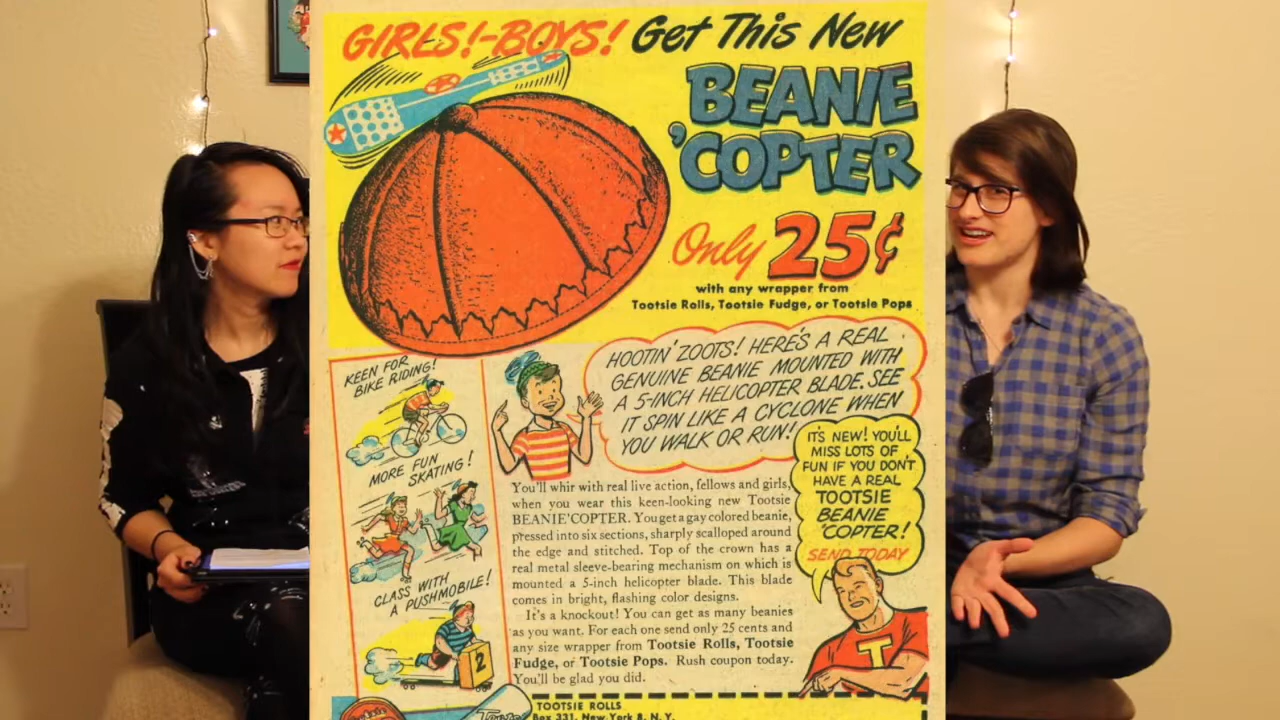 GIRLS!-BOYS! Get This New
BEANIE
'COPTER
Only 25¢
with any wrapper from
Tootsie Rolls, Tootsie Fudge, or Tootsie Pops
KEEN FOR
BIKE RIDING!
MORE FUN
SKATING!
CLASS WITH
A PUSHMOBILE!
2
HOOTIN' ZOOTS! HERE'S A REAL
GENUINE BEANIE MOUNTED WITH
A 5-INCH HELICOPTER BLADE. SEE
IT SPIN LIKE A CYCLONE WHEN
YOU WALK OR RUN!
IT'S NEW! YOU'LL
MISS LOTS OF
FUN IF YOU DON'T
HAVE A REAL
TOOTSIE
BEANIE
'COPTER!
SEND TODAY
T
You'll whir with real live action, fellows and girls,
when you wear this keen-looking new Tootsie
BEANIE'COPTER. You get a gay colored beanie,
pressed into six sections, sharply scalloped around
the edge and stitched. Top of the crown has a
real metal sleeve-bearing mechanism on which is
mounted a 5-inch helicopter blade. This blade
comes in bright, flashing color designs.
It's a knockout! You can get as many beanies
as you want. For each one send only 25 cents and
any size wrapper from Tootsie Rolls, Tootsie
Fudge, or Tootsie Pops. Rush coupon today.
You'll be glad you did.
TOOTSIE ROLLS
Box 331, New York 8, N. Y.